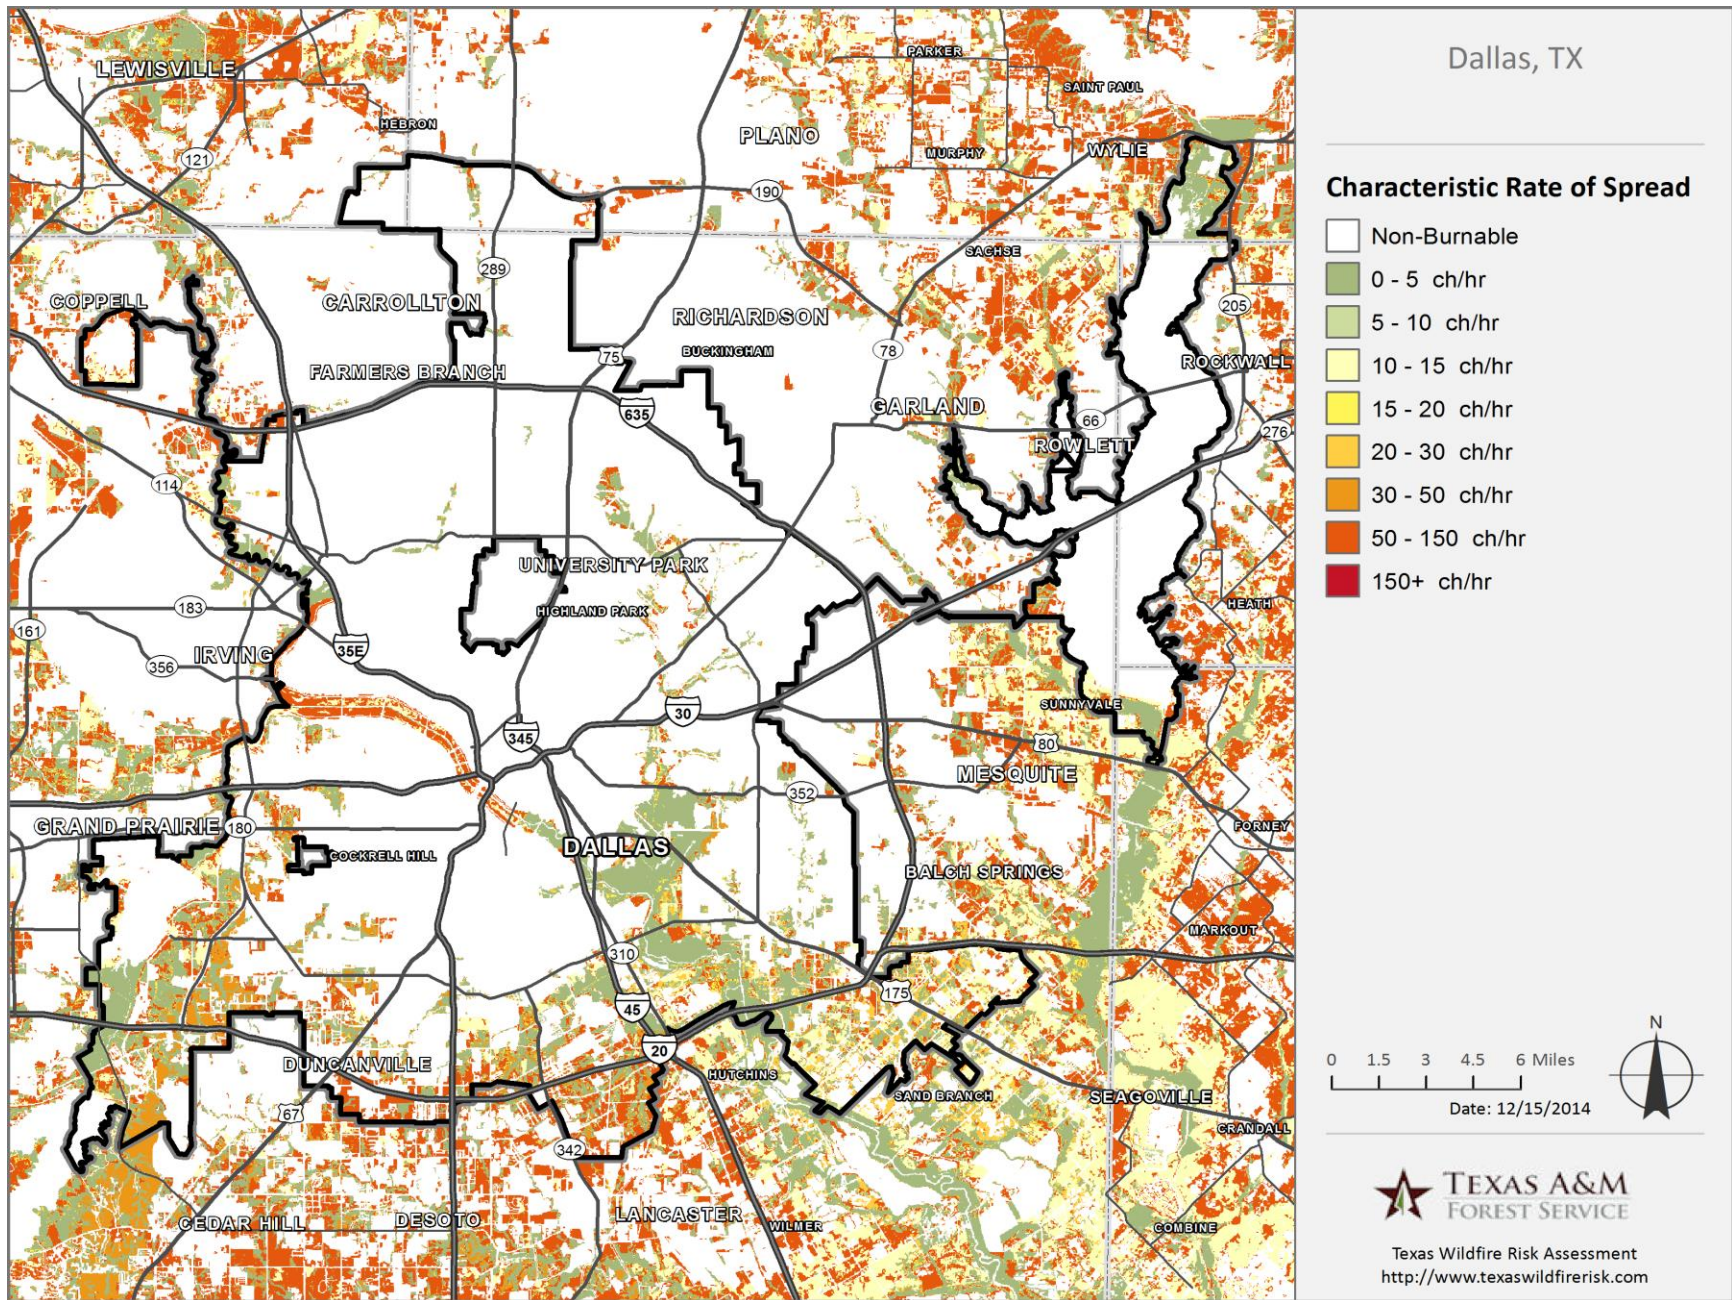 LEWISVILLE
PARKER
SAINT PAUL
HEBRON
PLANO
121
MURPHY
WYLIE
190
289
SACHSE
COPPELL
CARROLLTON
RICHARDSON
205
75
BUCKINGHAM
78
ROCKWALL
FARMERS BRANCH
635
GARLAND
66
276
ROWLETT
114
UNIVERSITY PARK
183
HIGHLAND PARK
HEATH
161
35E
IRVING
356
30
SUNNYVALE
345
80
MESQUITE
352
GRAND PRAIRIE
180
FORNEY
DALLAS
COCKRELL HILL
BALCH SPRINGS
MARKOUT
310
175
45
20
DUNCANVILLE
HUTCHINS
SAND BRANCH
SEAGOVILLE
67
CRANDALL
342
CEDAR HILL
DESOTO
LANCASTER
WILMER
COMBINE
Dallas, TX
Characteristic Rate of Spread
Non-Burnable
0 - 5 ch/hr
5 - 10 ch/hr
10 - 15 ch/hr
15 - 20 ch/hr
20 - 30 ch/hr
30 - 50 ch/hr
50 - 150 ch/hr
150+ ch/hr
N
0 1.5 3 4.5 6 Miles
Date: 12/15/2014
TEXAS A&M
FOREST SERVICE
Texas Wildfire Risk Assessment
http://www.texaswildfirerisk.com